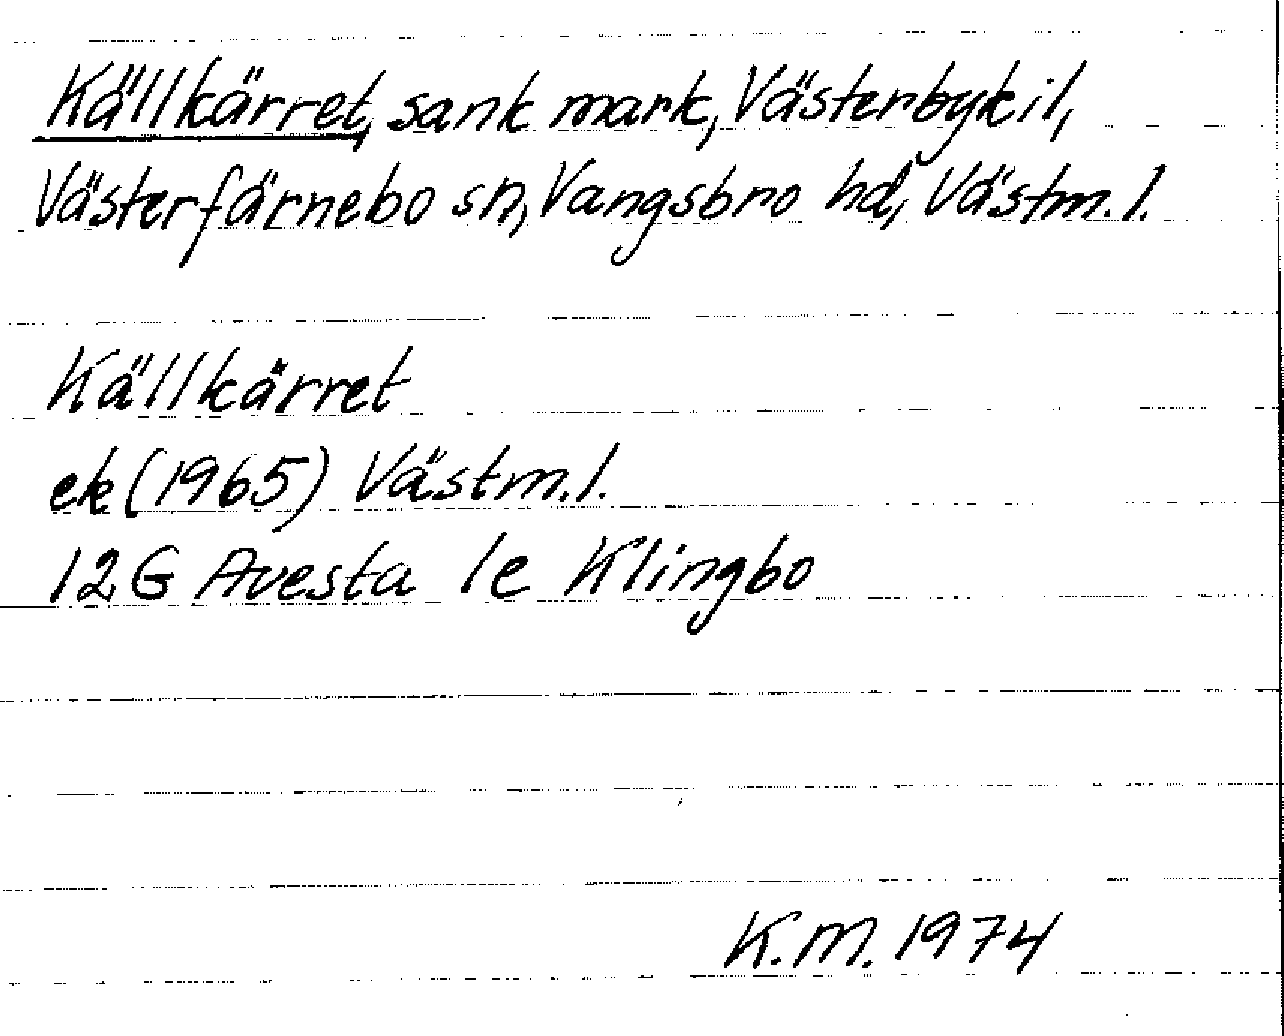 Källkärret, sank mark, Västerbykil,
Västerfärnebo sn, Vangsbro hd, Västm.l.
Källkärret
ek (1965) Västm.l.
12G Avesta 1e Klingbo
K.M. 1974